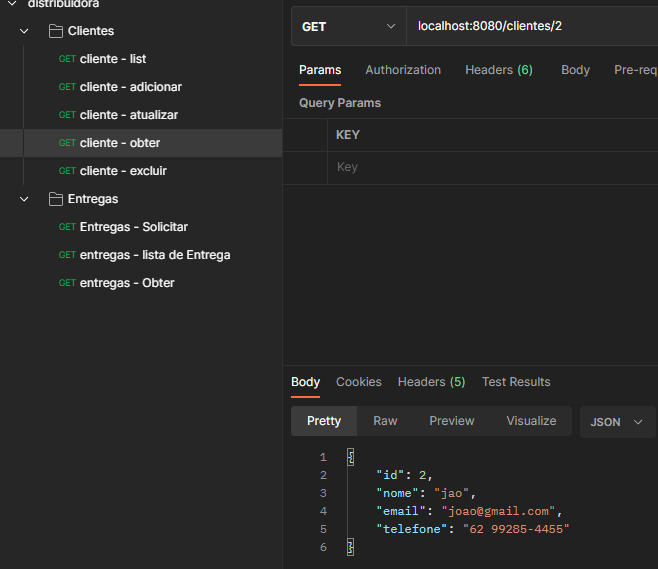 distribuidora
Clientes
GET cliente - list
GET cliente - adicionar
GET cliente - atualizar
GET cliente - obter
GET cliente - excluir
Entregas
GET Entregas - Solicitar
GET entregas - lista de Entrega
GET entregas - Obter
GET localhost:8080/clientes/2
Params Authorization Headers (6) Body Pre-req
Query Params
KEY
Key
Body Cookies Headers (5) Test Results
Pretty Raw Preview Visualize JSON
1 {
2 "id": 2,
3 "nome": "jao",
4 "email": "joao@gmail.com",
5 "telefone": "62 99285-4455"
6 }